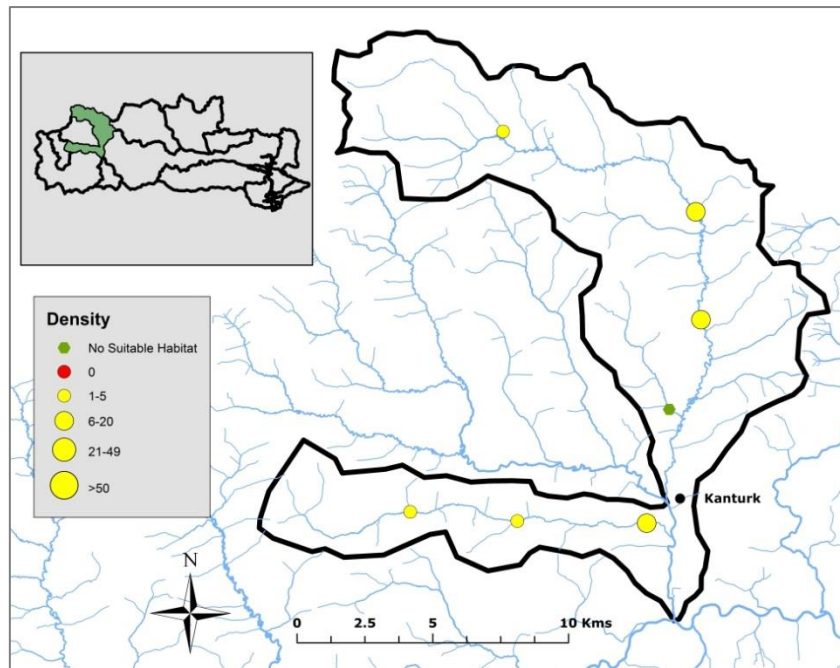 Density
No Suitable Habitat
0
1-5
6-20
21-49
>50
Kanturk
N
0 2.5 5 10 Kms